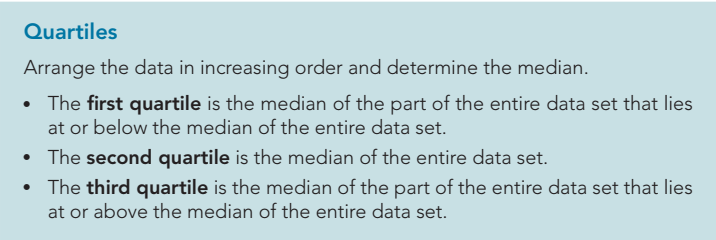 Quartiles
Arrange the data in increasing order and determine the median.
• The first quartile is the median of the part of the entire data set that lies
at or below the median of the entire data set.
• The second quartile is the median of the entire data set.
• The third quartile is the median of the part of the entire data set that lies
at or above the median of the entire data set.